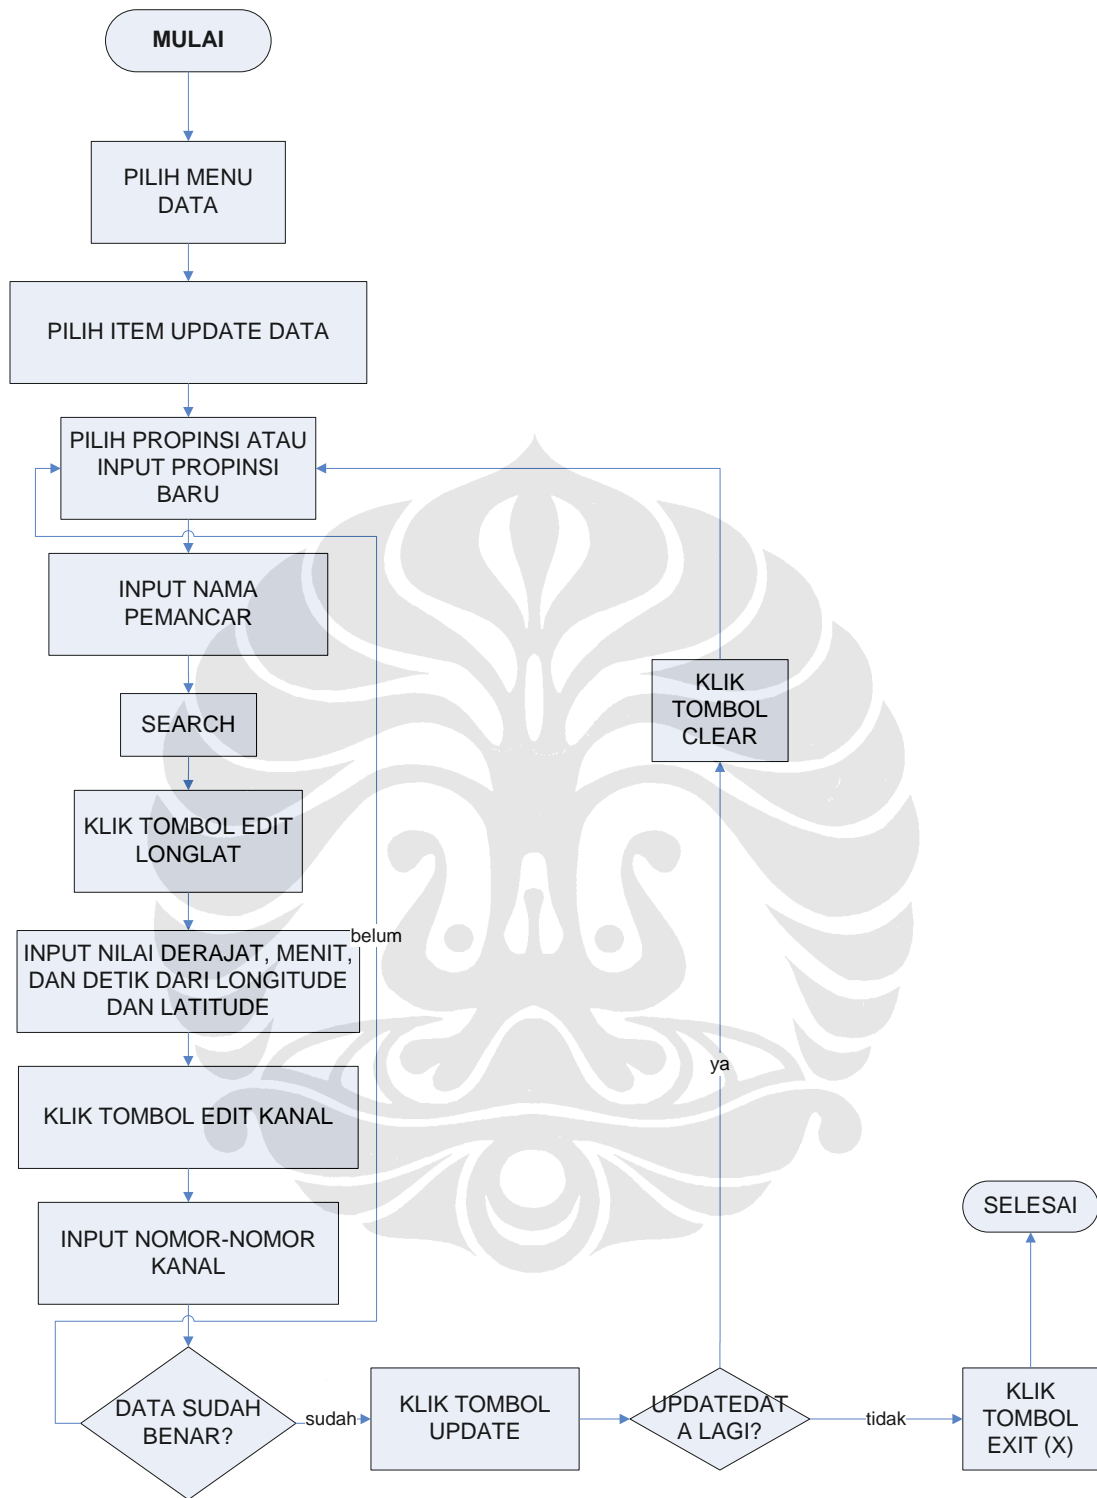 MULAI
PILIH MENU
DATA
PILIH ITEM UPDATE DATA
PILIH PROPINSI ATAU
INPUT PROPINSI
BARU
INPUT NAMA
PEMANCAR
SEARCH
KLIK
TOMBOL
CLEAR
KLIK TOMBOL EDIT
LONGLAT
belum
INPUT NILAI DERAJAT, MENIT,
DAN DETIK DARI LONGITUDE
DAN LATITUDE
ya
KLIK TOMBOL EDIT KANAL
INPUT NOMOR-NOMOR
KANAL
SELESAI
DATA SUDAH
BENAR?
sudah
KLIK TOMBOL
UPDATE
UPDATEDAT
A LAGI?
tidak
KLIK
TOMBOL
EXIT (X)